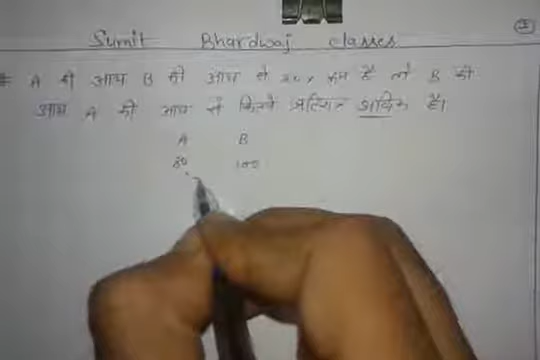 Sumit Bhardwaj classes
A की आय B की आय से 20% कम है तो B की
आय A की आय से कितने प्रतिशत अधिक है।
A B
80 100